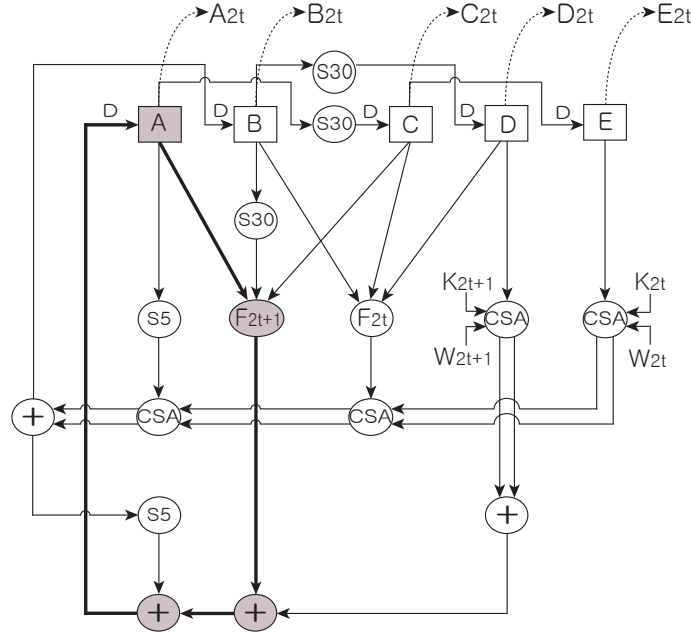 A2t B2t C2t D2t E2t
S30
D A D B S30 D C D D D E
S30
K2t+1 K2t
S5 F2t+1 F2t CSA CSA
W2t+1 W2t
+ CSA CSA
S5 +
+ +